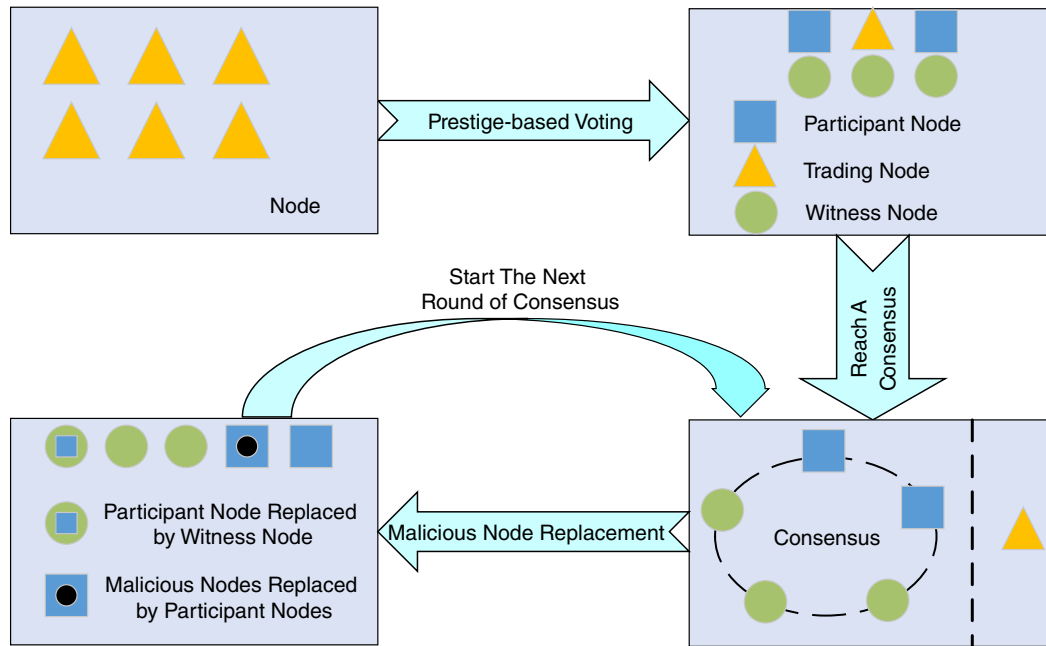 Node
Prestige-based Voting
Participant Node
Trading Node
Witness Node
Start The Next
Round of Consensus
Reach A
Consensus
Participant Node Replaced
by Witness Node
Malicious Nodes Replaced
by Participant Nodes
Malicious Node Replacement
Consensus